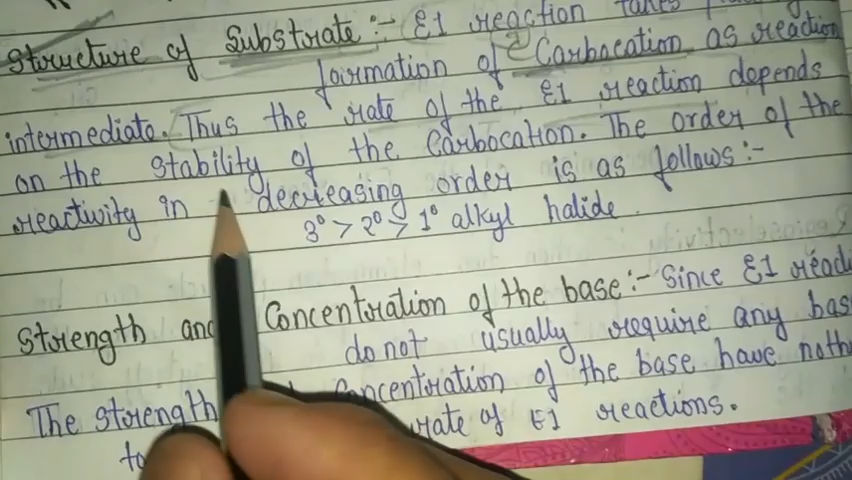 Structure of Substrate :- E1 reaction takes
formation of Carbocation as reaction
intermediate. Thus the rate of the E1 reaction depends
on the stability of the Carbocation. The order of the
reactivity in decreasing order is as follows :-
3° > 2° > 1° alkyl halide
Strength and Concentration of the base :- Since E1
do not usually require any
The strength Concentration of the base have
to rate of E1 reactions.